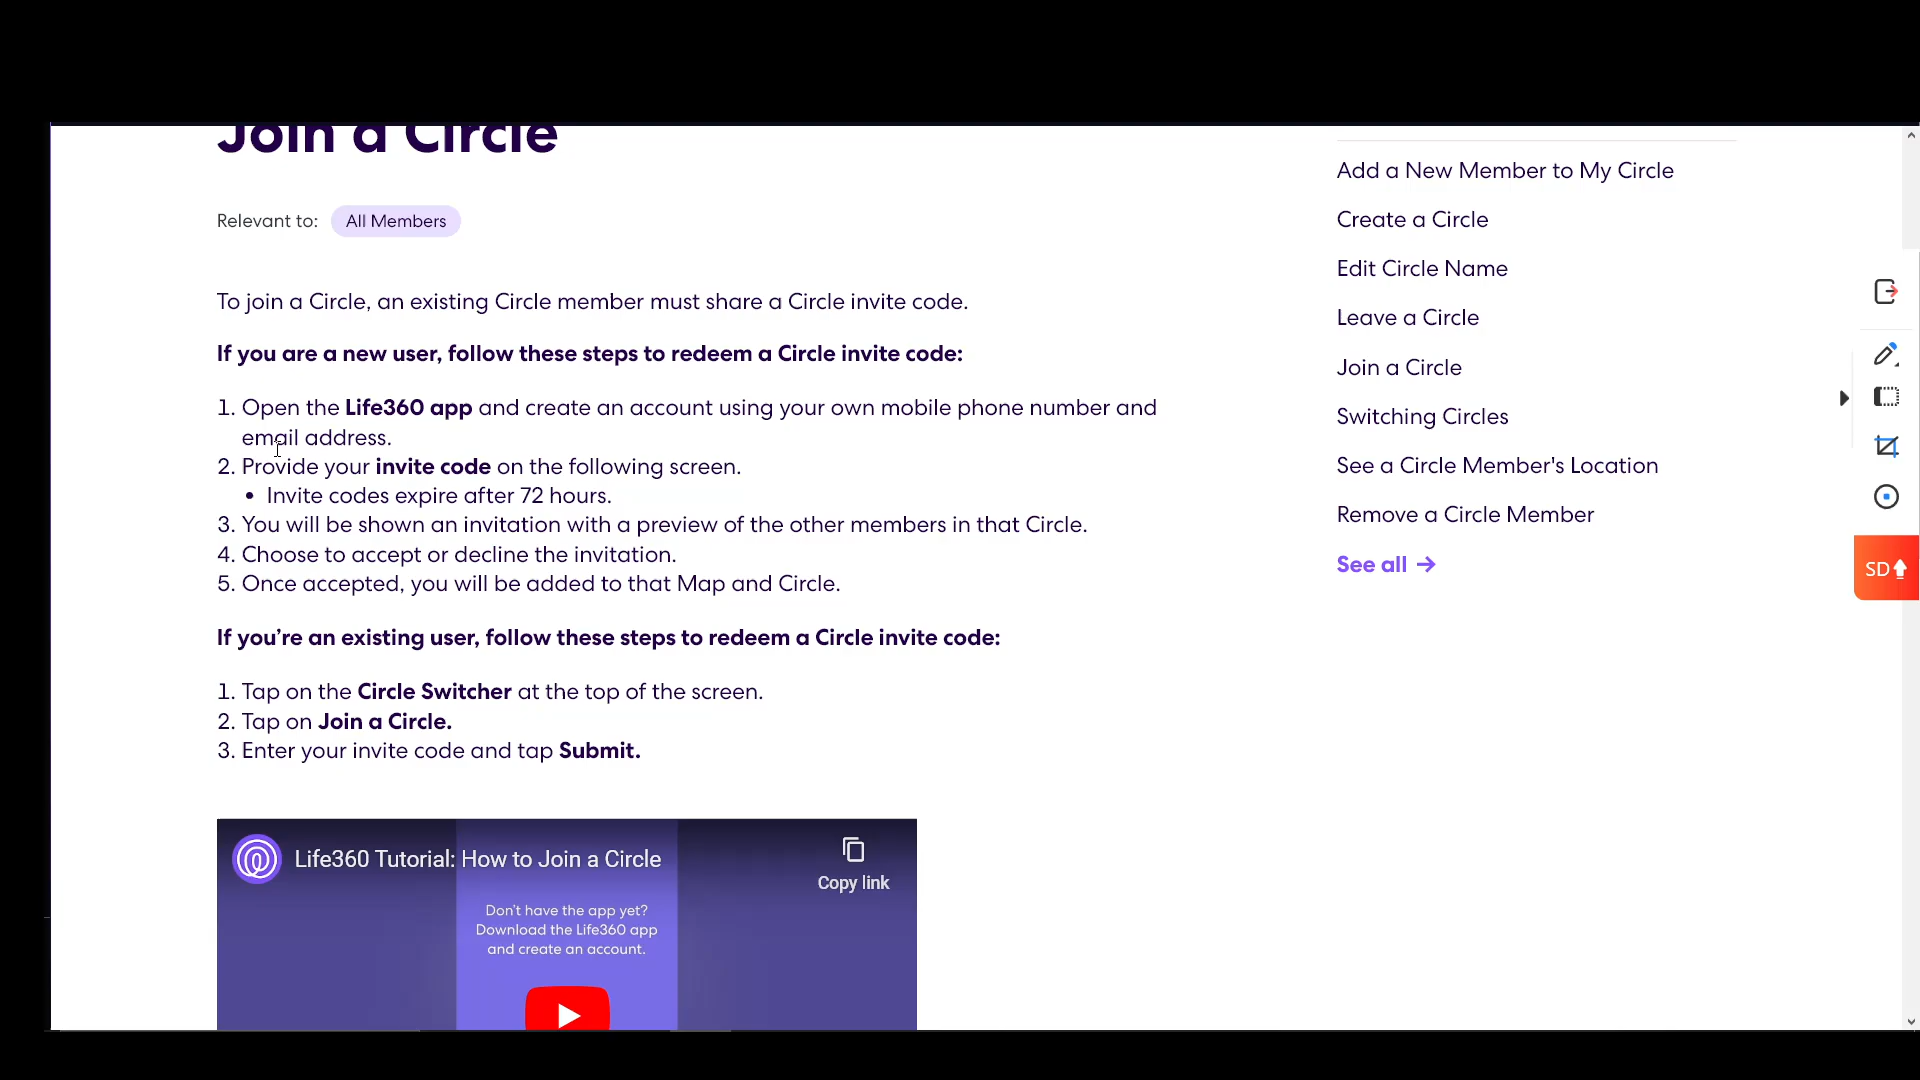 Join a Circle
Relevant to: All Members
To join a Circle, an existing Circle member must share a Circle invite code.
If you are a new user, follow these steps to redeem a Circle invite code:
1. Open the Life360 app and create an account using your own mobile phone number and
email address.
2. Provide your invite code on the following screen.
• Invite codes expire after 72 hours.
3. You will be shown an invitation with a preview of the other members in that Circle.
4. Choose to accept or decline the invitation.
5. Once accepted, you will be added to that Map and Circle.
If you’re an existing user, follow these steps to redeem a Circle invite code:
1. Tap on the Circle Switcher at the top of the screen.
2. Tap on Join a Circle.
3. Enter your invite code and tap Submit.
Life360 Tutorial: How to Join a Circle
Copy link
Don't have the app yet?
Download the Life360 app
and create an account.
Add a New Member to My Circle
Create a Circle
Edit Circle Name
Leave a Circle
Join a Circle
Switching Circles
See a Circle Member's Location
Remove a Circle Member
See all →
SD